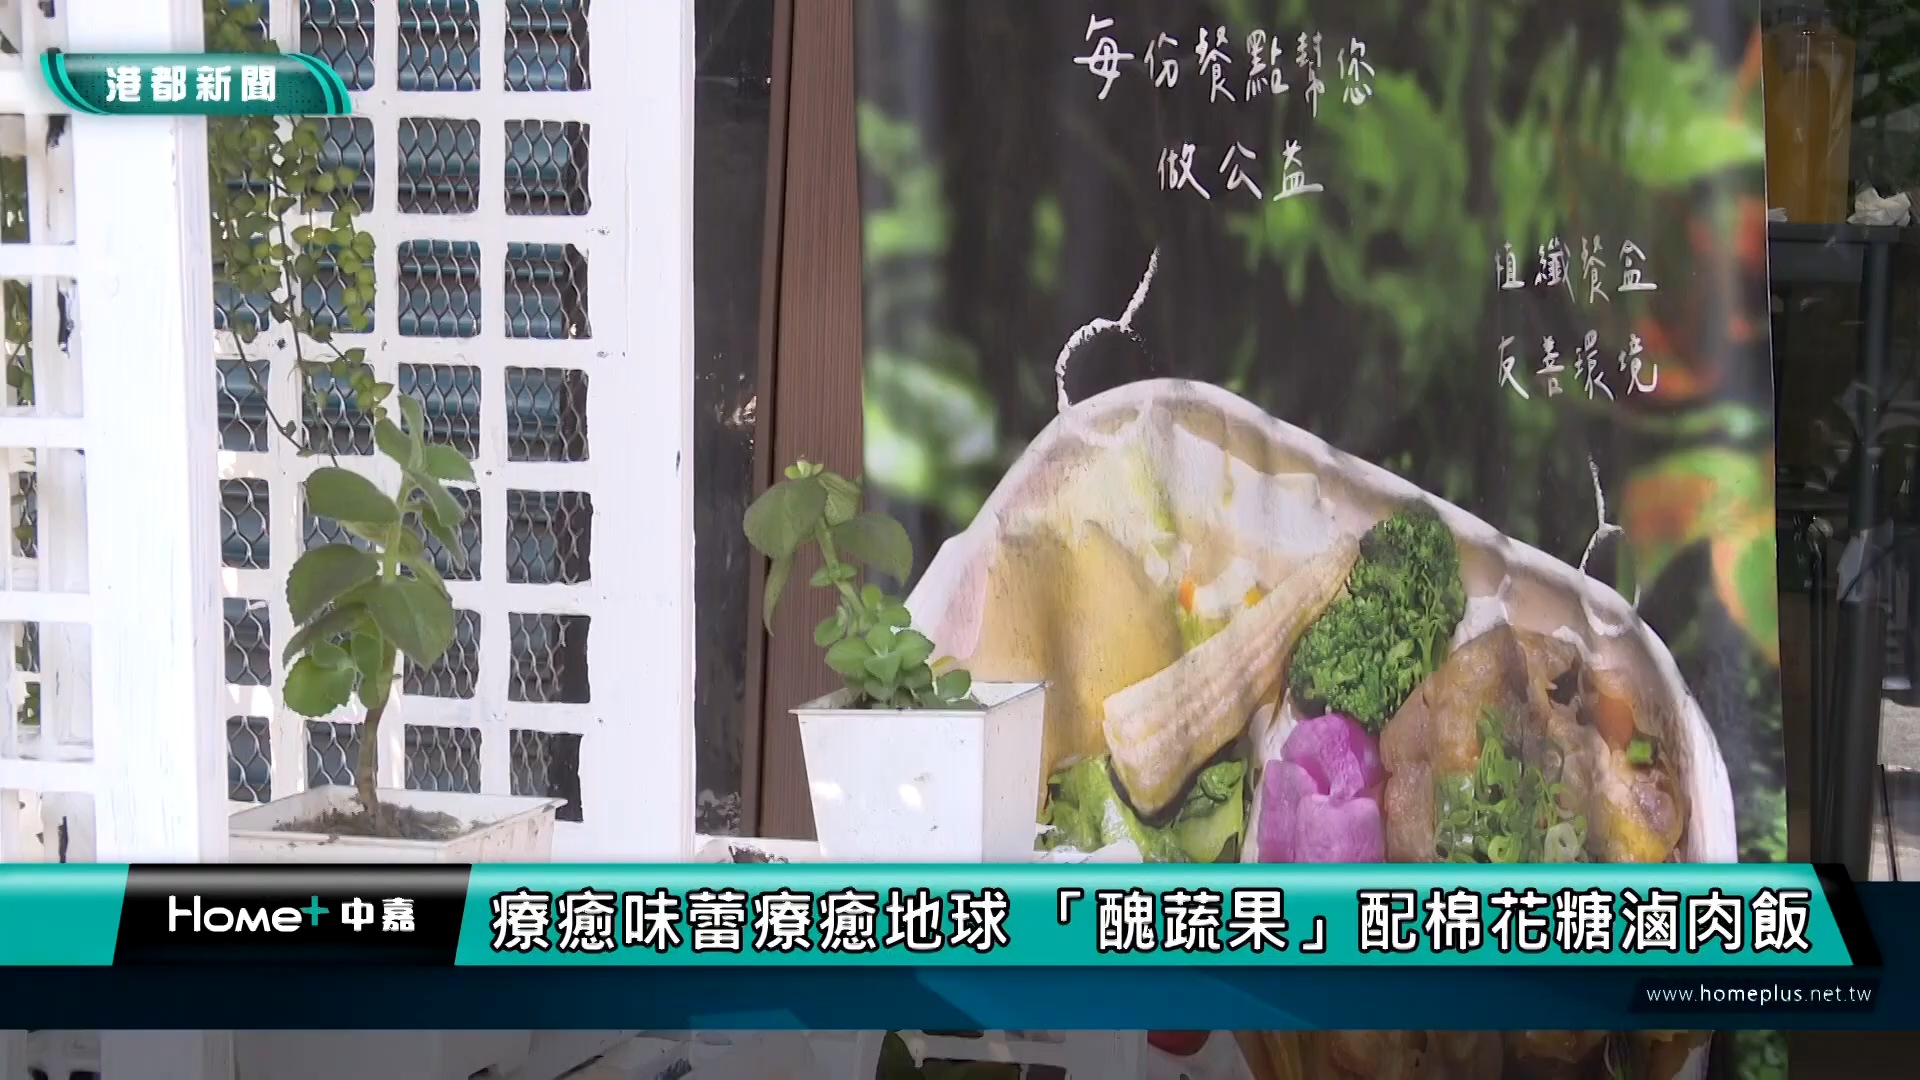 港都新聞
每份餐點幫您
做公益
植纖餐盒
友善環境
Home+ 中嘉
療癒味蕾療癒地球 「醜蔬果」配棉花糖滷肉飯
www.homeplus.net.tw